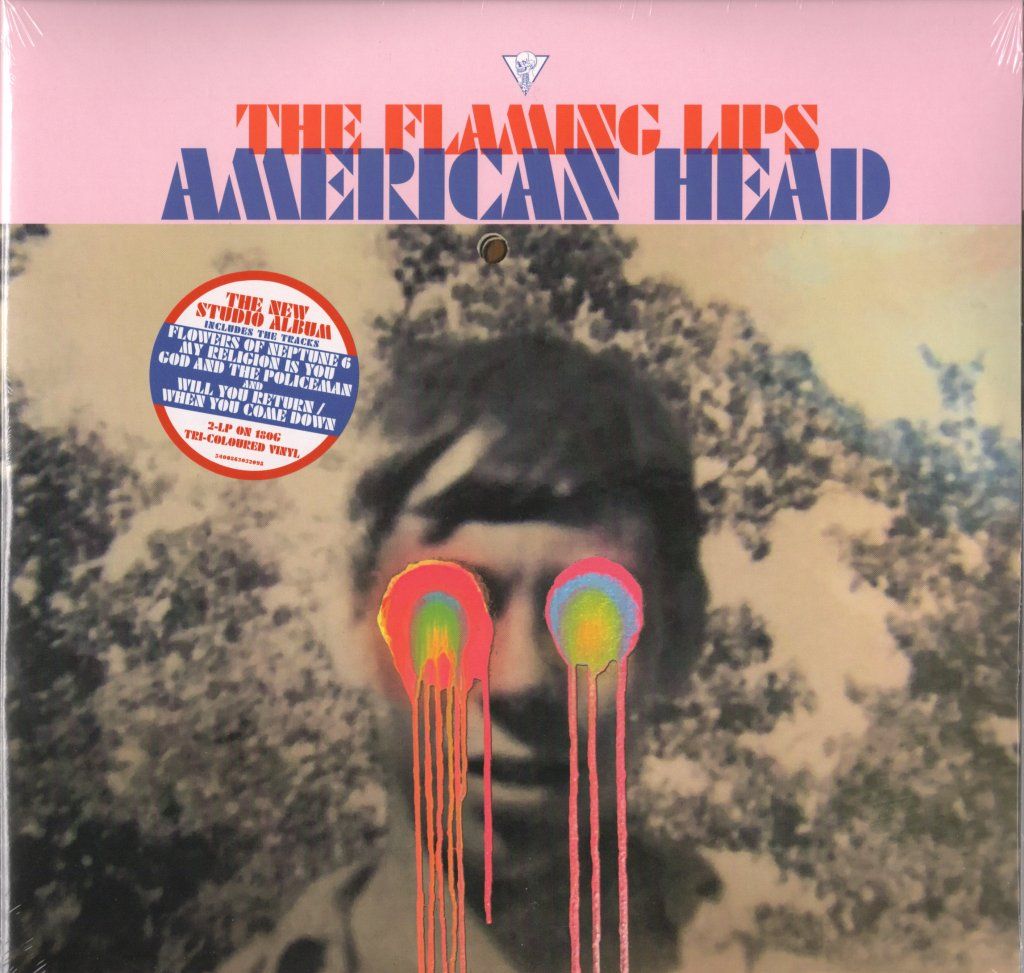 THE FLAMING LIPS
AMERICAN HEAD
THE NEW
STUDIO ALBUM
INCLUDES THE TRACKS
FLOWERS OF NEPTUNE 6
MY RELIGION IS YOU
GOD AND THE POLICEMAN
AND
WILL YOU RETURN /
WHEN YOU COME DOWN
2-LP ON 180G
TRI-COLOURED VINYL